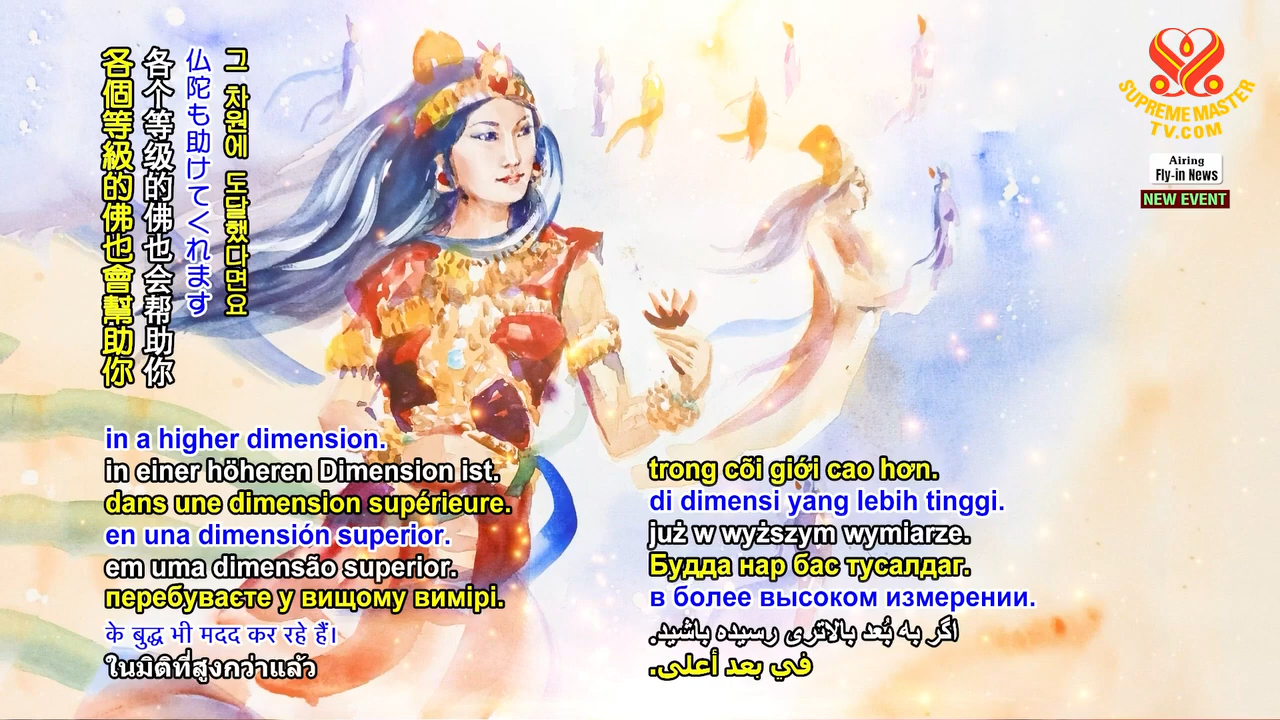 各個等級的佛也會幫助你
各个等级的佛也会帮助你
仏陀も助けてくれます
그 차원에 도달했다면요
SUPREME MASTER
TV.COM
Airing
Fly-in News
NEW EVENT
in a higher dimension.
in einer höheren Dimension ist.
dans une dimension supérieure.
en una dimensión superior.
em uma dimensão superior.
перебуваєте у вищому вимірі.
के बुद्ध भी मदद कर रहे हैं।
ในมิติที่สูงกว่าแล้ว
trong cõi giới cao hơn.
di dimensi yang lebih tinggi.
już w wyższym wymiarze.
Будда нар бас тусалдаг.
в более высоком измерении.
اگر به بُعد بالاتری رسیده باشید.
في بعد أعلى.